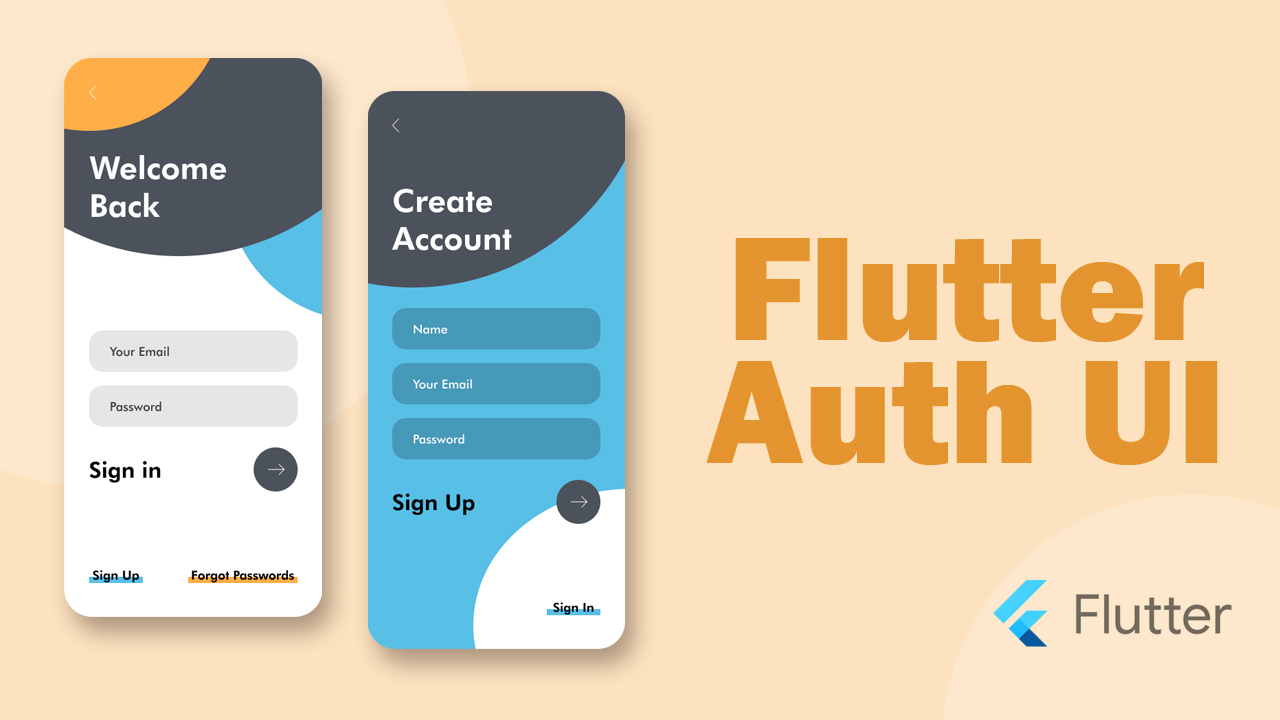 Welcome
Back
Your Email
Password
Sign in
Sign Up
Forgot Passwords
Create
Account
Name
Your Email
Password
Sign Up
Sign In
Flutter
Auth UI
Flutter